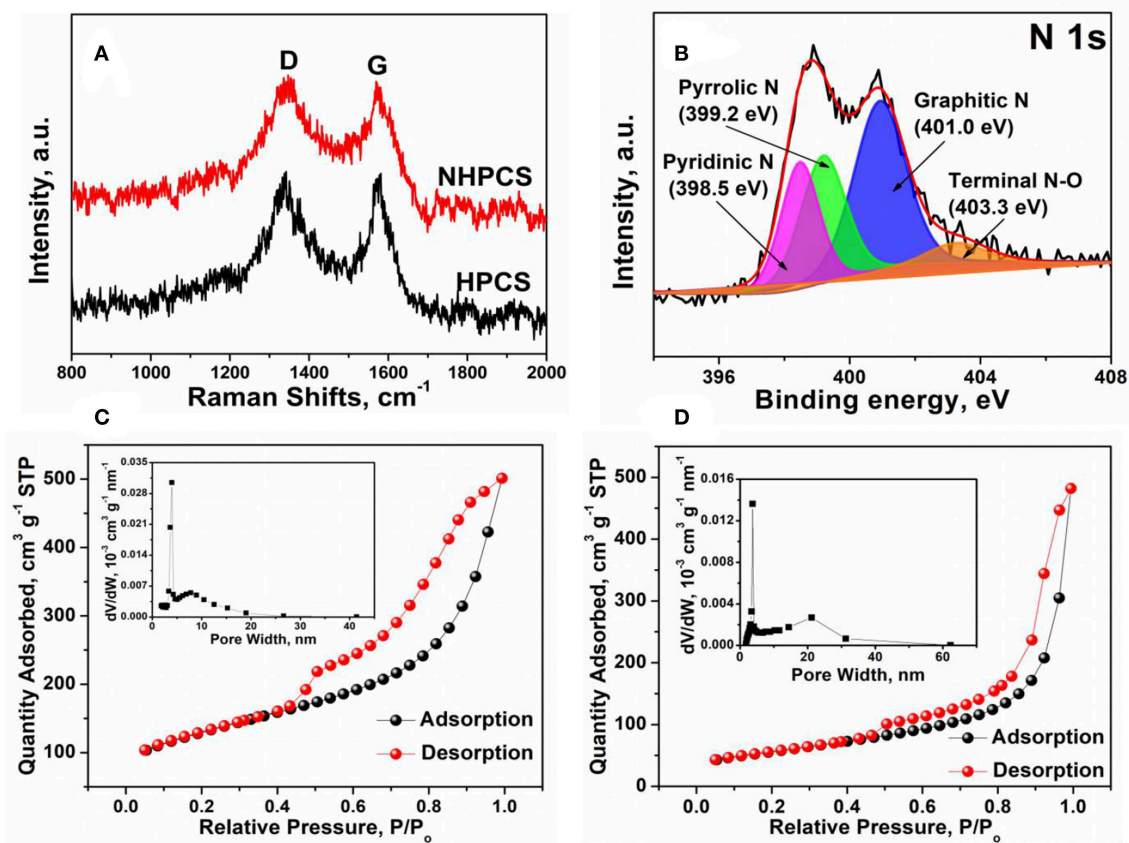 A
D
G
NHPCS
HPCS
Intensity, a.u.
800 1000 1200 1400 1600 1800 2000
Raman Shifts, cm-1
B
N 1s
Pyrrolic N
(399.2 eV)
Pyridinic N
(398.5 eV)
Graphitic N
(401.0 eV)
Terminal N-O
(403.3 eV)
Intensity, a.u.
396 400 404 408
Binding energy, eV
C
500
400
300
200
100
Quantity Adsorbed, cm3 g-1 STP
0.035
0.028
0.021
0.014
0.007
0.000
dV/dW, 10-3 cm3 g-1 nm-1
0 10 20 30 40
Pore Width, nm
Adsorption
Desorption
0.0 0.2 0.4 0.6 0.8 1.0
Relative Pressure, P/Po
D
500
400
300
200
100
0
Quantity Adsorbed, cm3 g-1 STP
0.016
0.012
0.008
0.004
0.000
dV/dW, 10-3 cm3 g-1 nm-1
0 20 40 60
Pore Width, nm
Adsorption
Desorption
0.0 0.2 0.4 0.6 0.8 1.0
Relative Pressure, P/Po